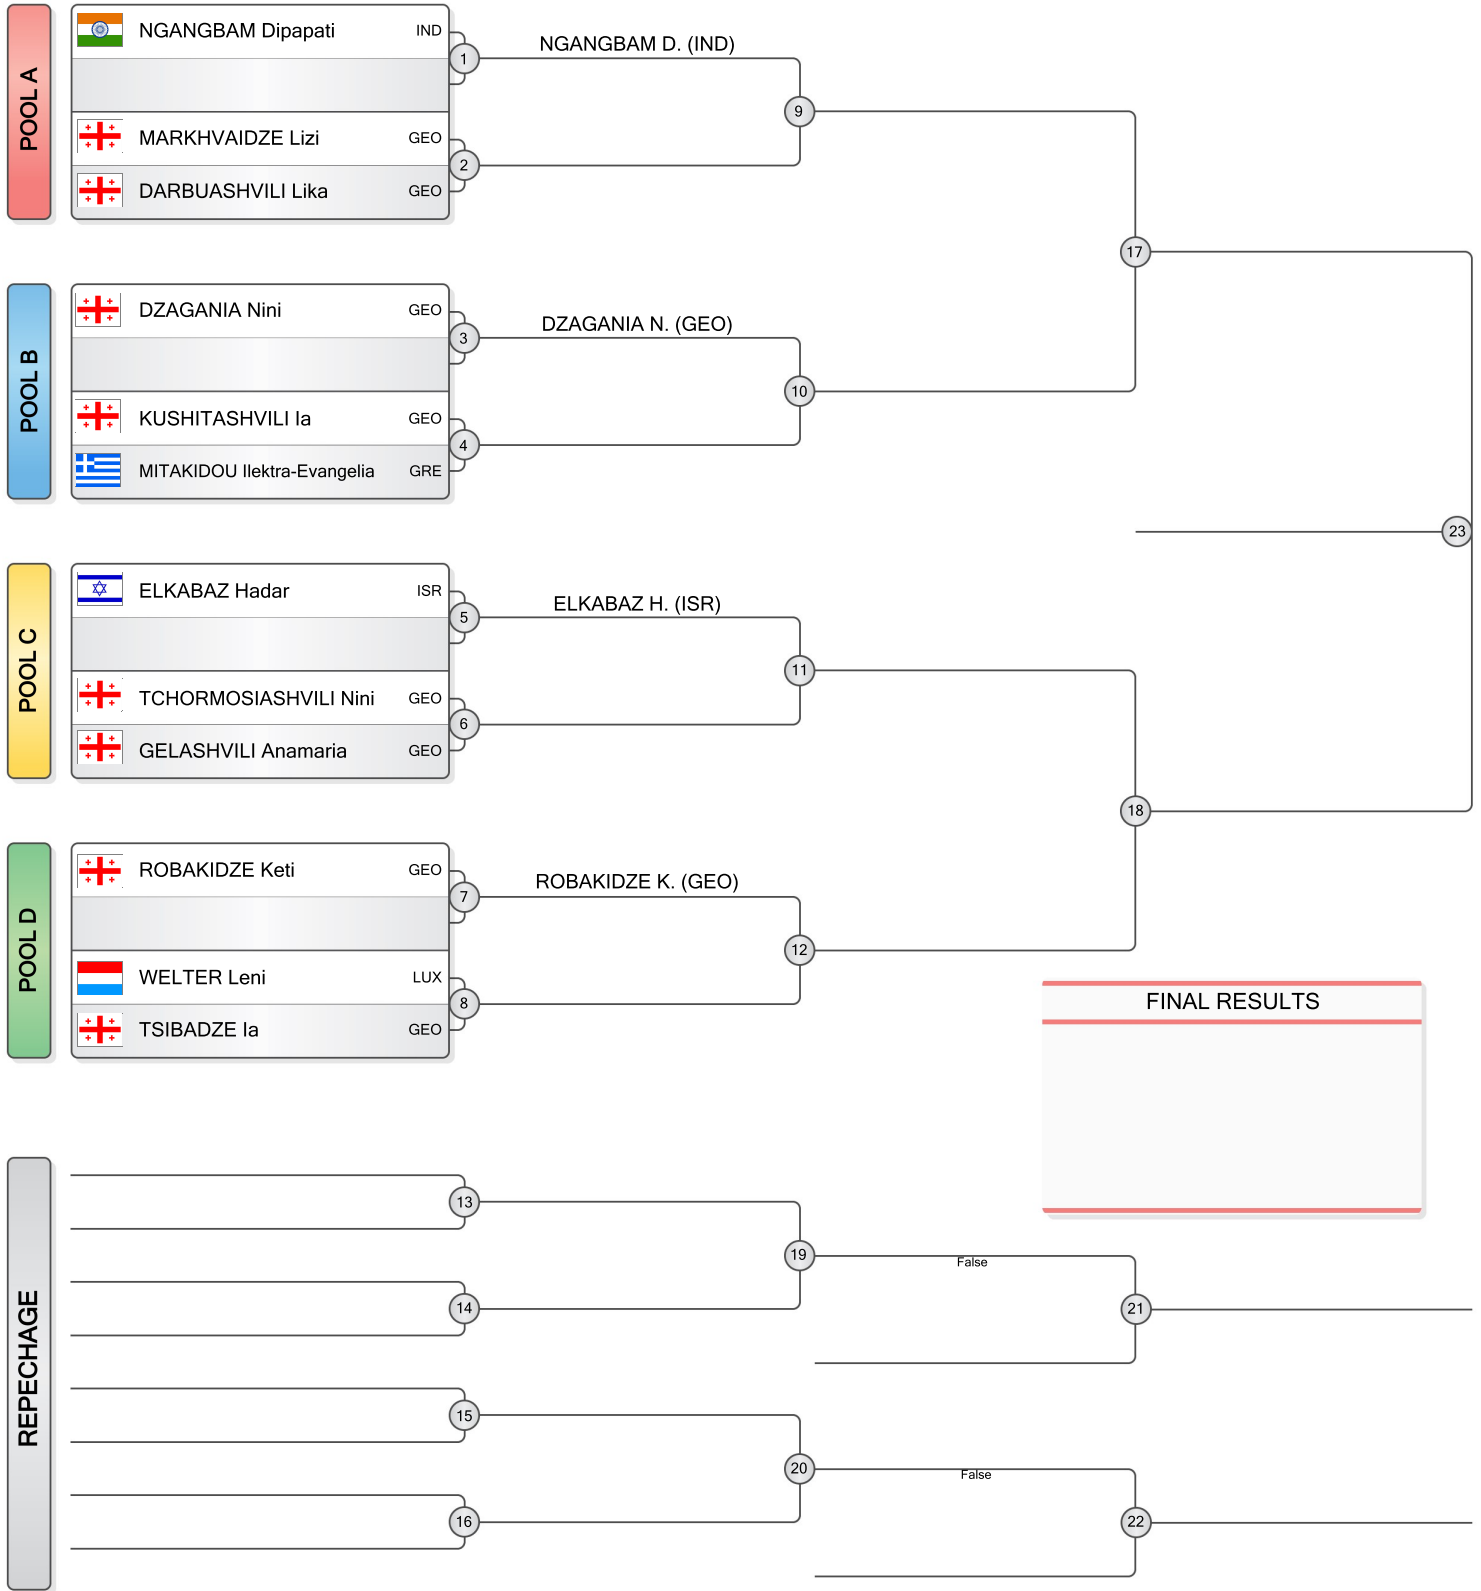 POOL A
NGANGBAM Dipapati IND
1
NGANGBAM D. (IND)
9
MARKHVAIDZE Lizi GEO
2
DARBUASHVILI Lika GEO
17
POOL B
DZAGANIA Nini GEO
3
DZAGANIA N. (GEO)
10
KUSHITASHVILI Ia GEO
4
MITAKIDOU Ilektra-Evangelia GRE
23
POOL C
ELKABAZ Hadar ISR
5
ELKABAZ H. (ISR)
11
TCHORMOSIASHVILI Nini GEO
6
GELASHVILI Anamaria GEO
18
POOL D
ROBAKIDZE Keti GEO
7
ROBAKIDZE K. (GEO)
12
WELTER Leni LUX
8
TSIBADZE Ia GEO
FINAL RESULTS
REPECHAGE
13
19
False
14
21
15
20
False
16
22